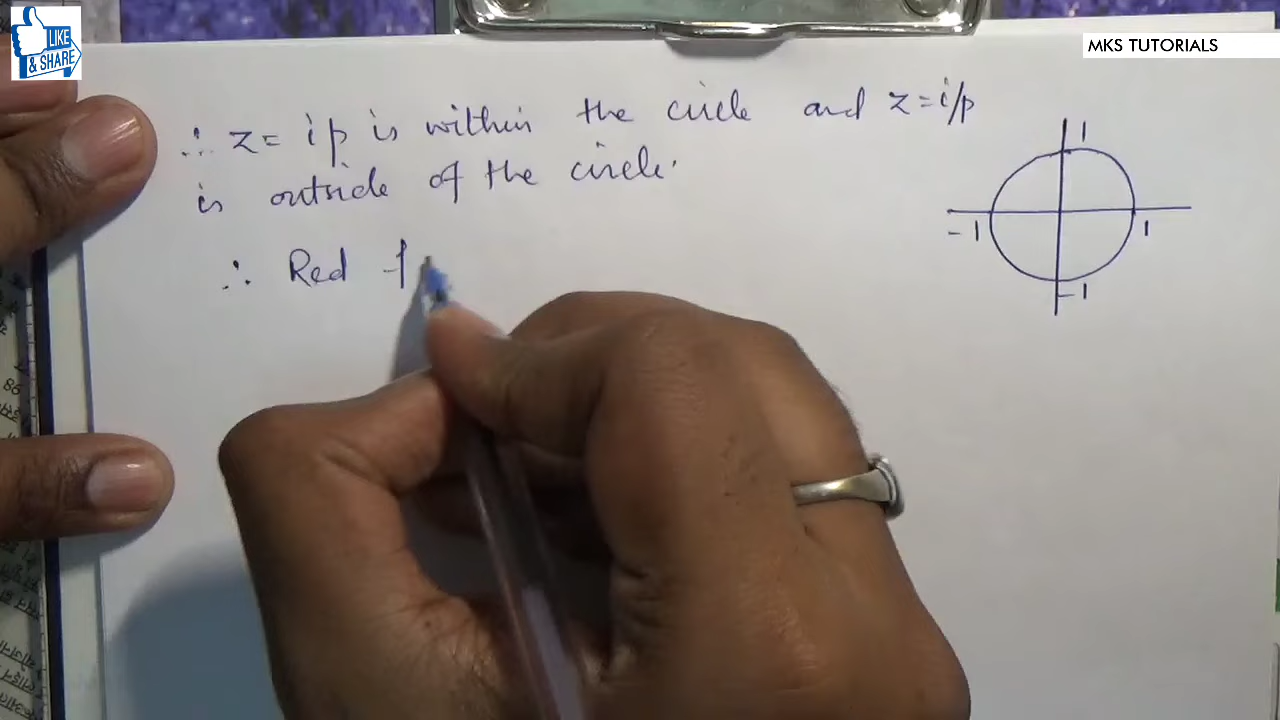 LIKE
& SHARE
MKS TUTORIALS
∴ z = ip is within the circle and z = i/p
is outside of the circle.
1
-1
1
-1
∴ Red f